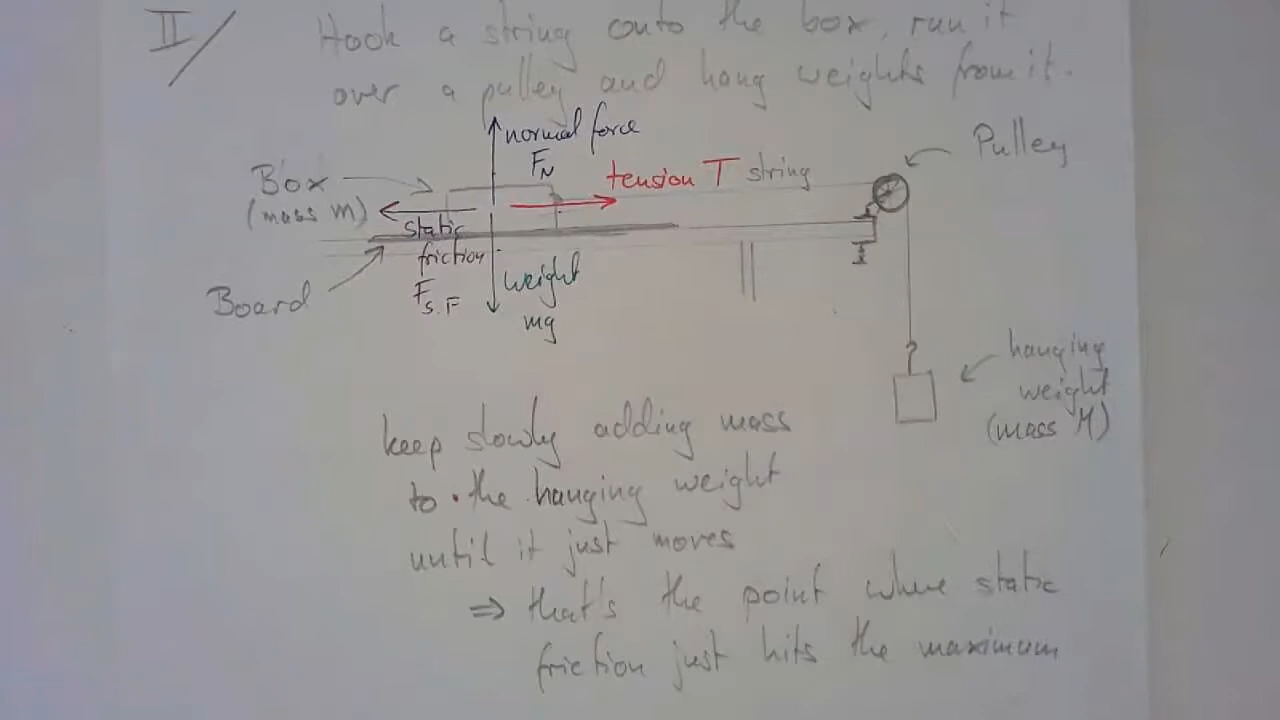 II/
Hook a string onto the box, run it
over a pulley and hang weights from it.
normal force
F_N
Pulley
Box
(mass m)
tension T
string
static
friction
F_S.F
weight
mg
Board
hanging
weight
(mass M)
keep slowly adding mass
to the hanging weight
until it just moves
⇒ that's the point where static
friction just hits the maximum